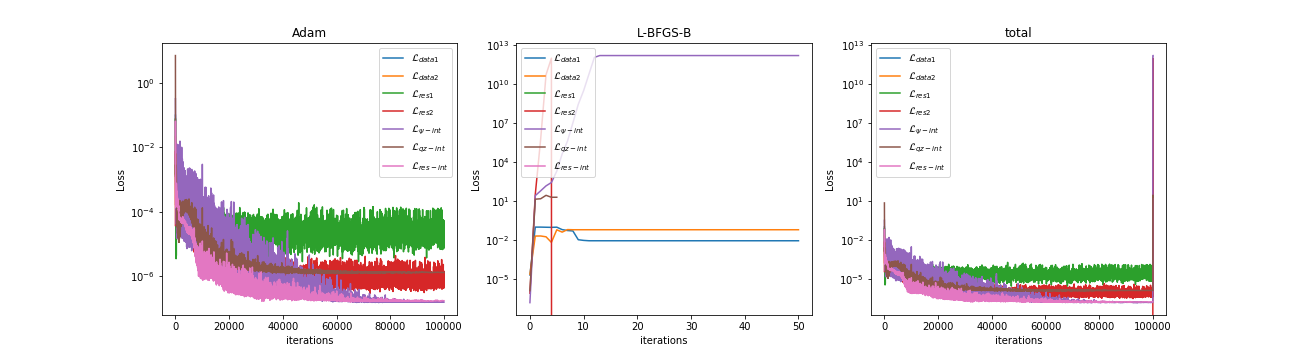 Adam
L-BFGS-B
total
Loss
10^0
10^-2
10^-4
10^-6
ℒ_data1
ℒ_data2
ℒ_res1
ℒ_res2
ℒ_Ψ−int
ℒ_qz−int
ℒ_res−int
0 20000 40000 60000 80000 100000
iterations
Loss
10^13
10^10
10^7
10^4
10^1
10^-2
10^-5
ℒ_data1
ℒ_data2
ℒ_res1
ℒ_res2
ℒ_Ψ−int
ℒ_qz−int
ℒ_res−int
0 10 20 30 40 50
iterations
Loss
10^13
10^10
10^7
10^4
10^1
10^-2
10^-5
ℒ_data1
ℒ_data2
ℒ_res1
ℒ_res2
ℒ_Ψ−int
ℒ_qz−int
ℒ_res−int
0 20000 40000 60000 80000 100000
iterations